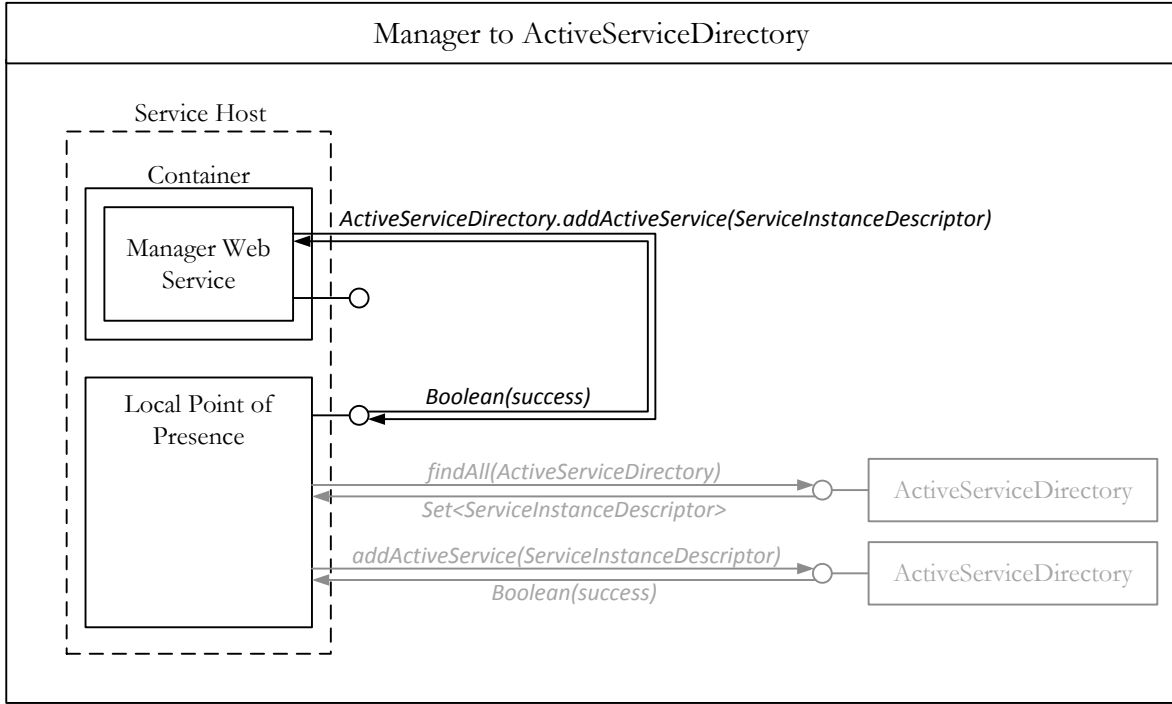 Manager to ActiveServiceDirectory
Service Host
Container
ActiveServiceDirectory.addActiveService(ServiceInstanceDescriptor)
Manager Web
Service
Boolean(success)
Local Point of
Presence
findAll(ActiveServiceDirectory)
ActiveServiceDirectory
Set<ServiceInstanceDescriptor>
addActiveService(ServiceInstanceDescriptor)
ActiveServiceDirectory
Boolean(success)